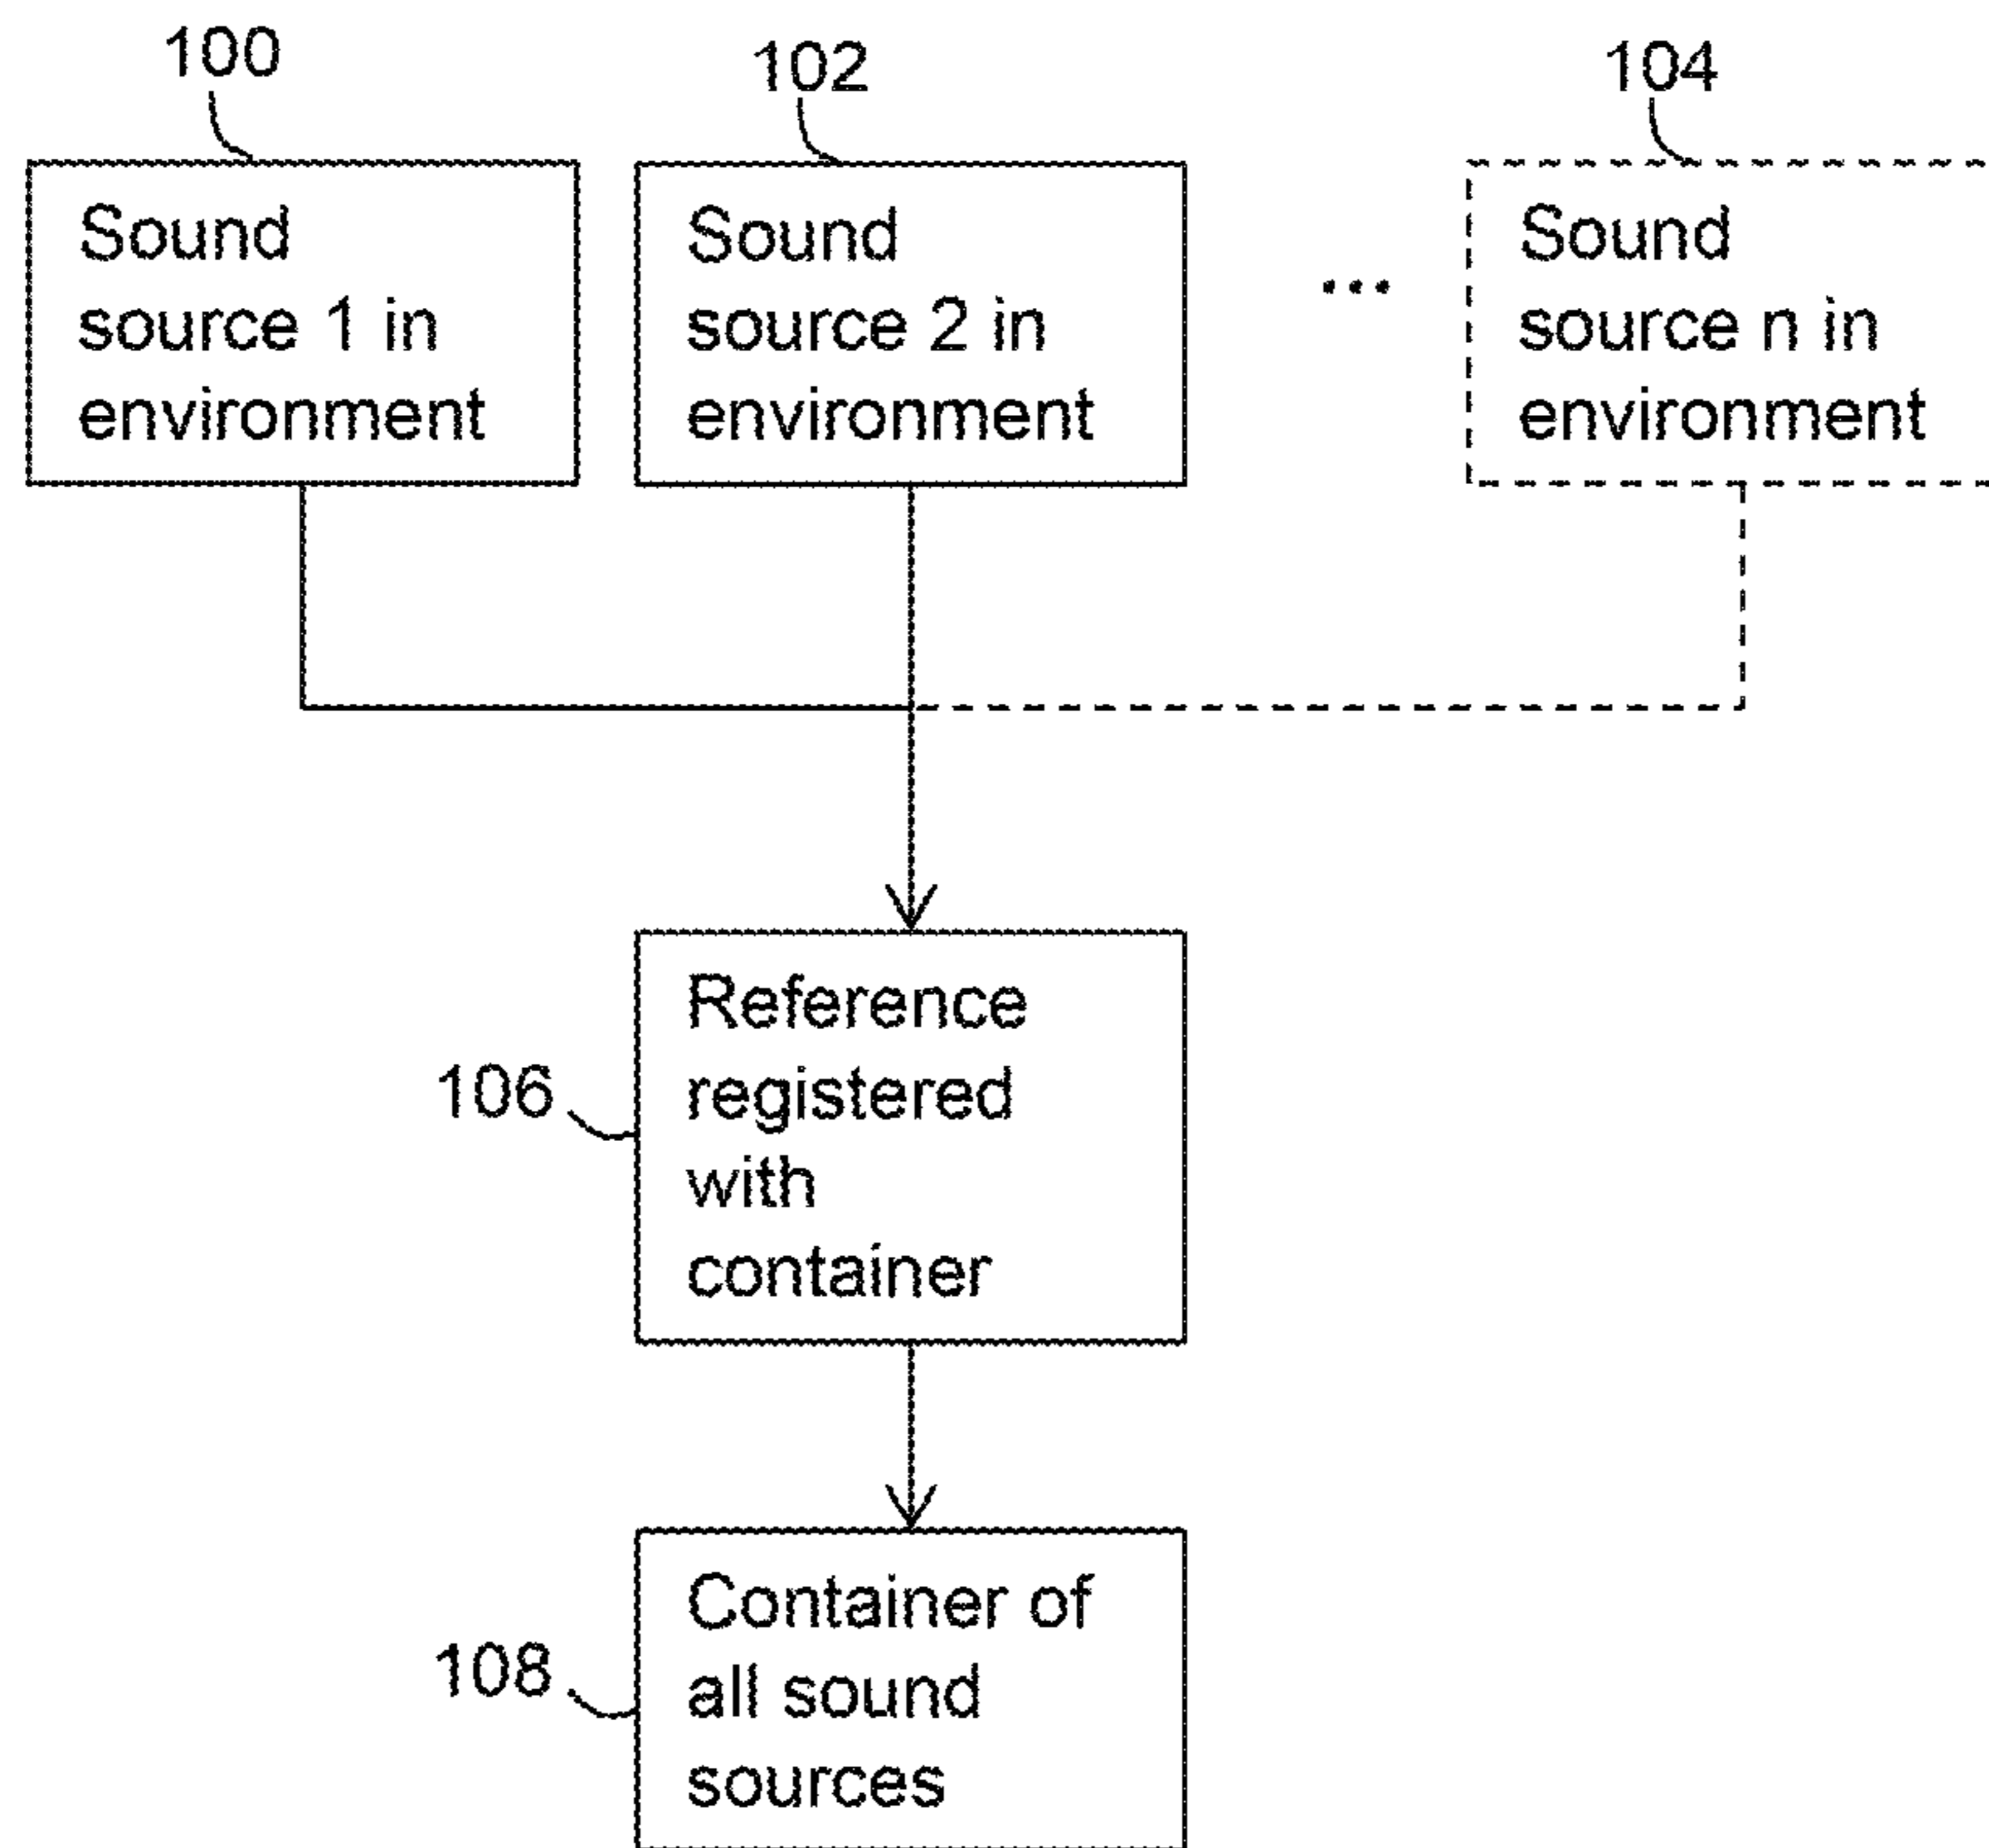 100
102
104
Sound
source 1 in
environment
Sound
source 2 in
environment
...
Sound
source n in
environment
106
Reference
registered
with
container
108
Container of
all sound
sources